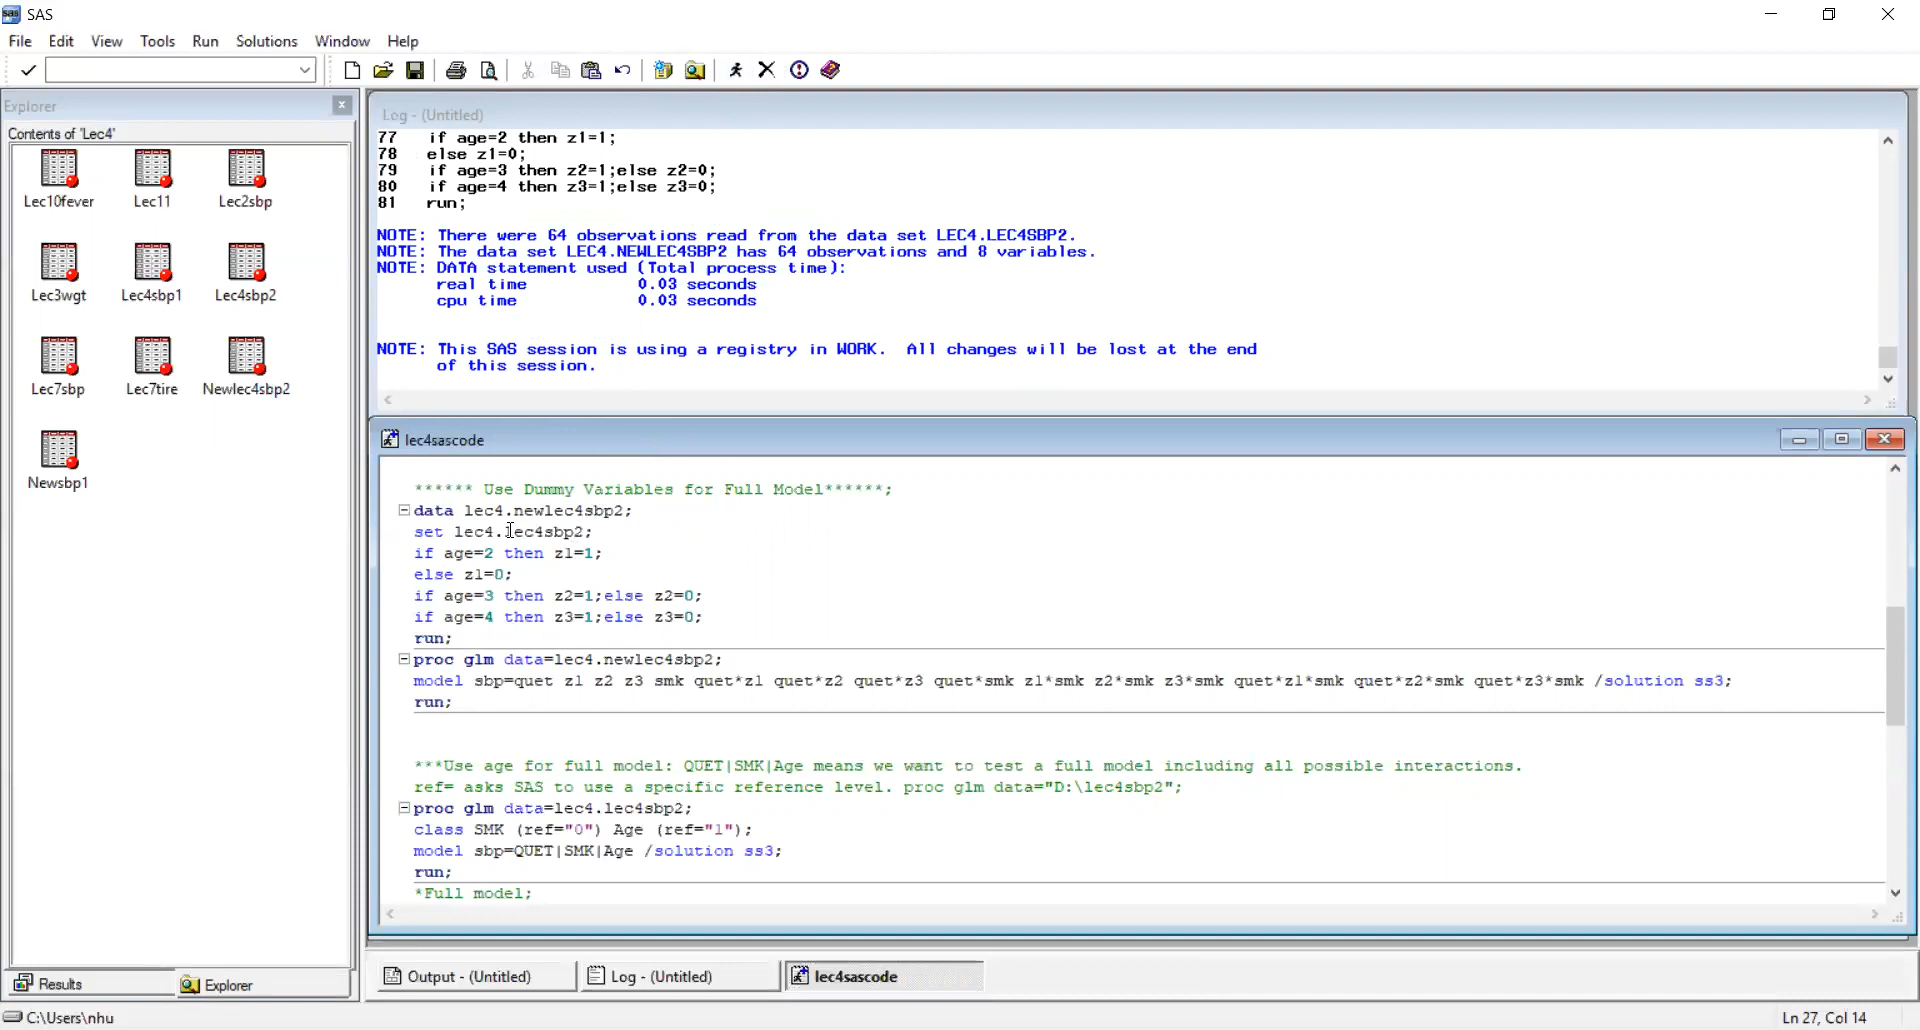 SAS
File Edit View Tools Run Solutions Window Help
Explorer
Contents of 'Lec4'
Lec10fever Lec11 Lec2sbp
Lec3wgt Lec4sbp1 Lec4sbp2
Lec7sbp Lec7tire Newlec4sbp2
Newsbp1
Results Explorer
Log - (Untitled)
77 if age=2 then z1=1;
78 else z1=0;
79 if age=3 then z2=1;else z2=0;
80 if age=4 then z3=1;else z3=0;
81 run;
NOTE: There were 64 observations read from the data set LEC4.LEC4SBP2.
NOTE: The data set LEC4.NEWLEC4SBP2 has 64 observations and 8 variables.
NOTE: DATA statement used (Total process time):
real time 0.03 seconds
cpu time 0.03 seconds
NOTE: This SAS session is using a registry in WORK. All changes will be lost at the end
of this session.
lec4sascode
****** Use Dummy Variables for Full Model******;
data lec4.newlec4sbp2;
set lec4.lec4sbp2;
if age=2 then z1=1;
else z1=0;
if age=3 then z2=1;else z2=0;
if age=4 then z3=1;else z3=0;
run;
proc glm data=lec4.newlec4sbp2;
model sbp=quet z1 z2 z3 smk quet*z1 quet*z2 quet*z3 quet*smk z1*smk z2*smk z3*smk quet*z1*smk quet*z2*smk quet*z3*smk /solution ss3;
run;
***Use age for full model: QUET|SMK|Age means we want to test a full model including all possible interactions.
ref= asks SAS to use a specific reference level. proc glm data="D:\lec4sbp2";
proc glm data=lec4.lec4sbp2;
class SMK (ref="0") Age (ref="1");
model sbp=QUET|SMK|Age /solution ss3;
run;
*Full model;
Output - (Untitled) Log - (Untitled) lec4sascode
C:\Users\nhu Ln 27, Col 14